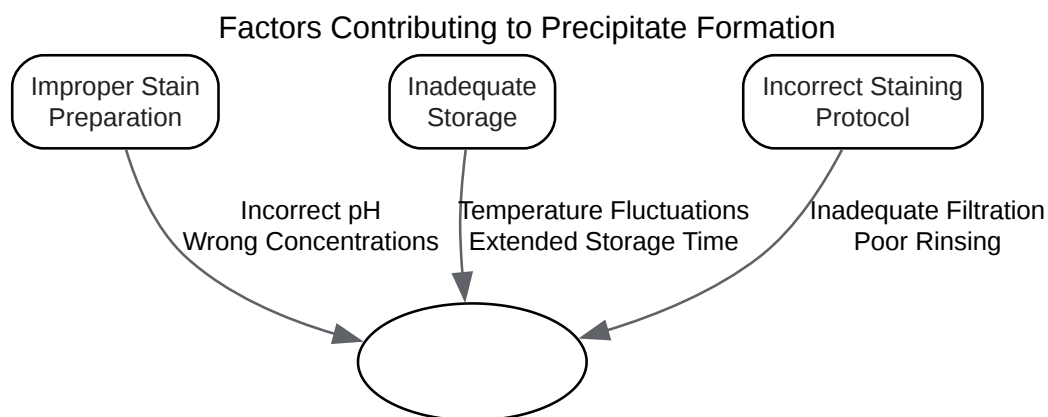 Factors Contributing to Precipitate Formation
Improper Stain
Preparation
Inadequate
Storage
Incorrect Staining
Protocol
Incorrect pH
Wrong Concentrations
Temperature Fluctuations
Extended Storage Time
Inadequate Filtration
Poor Rinsing